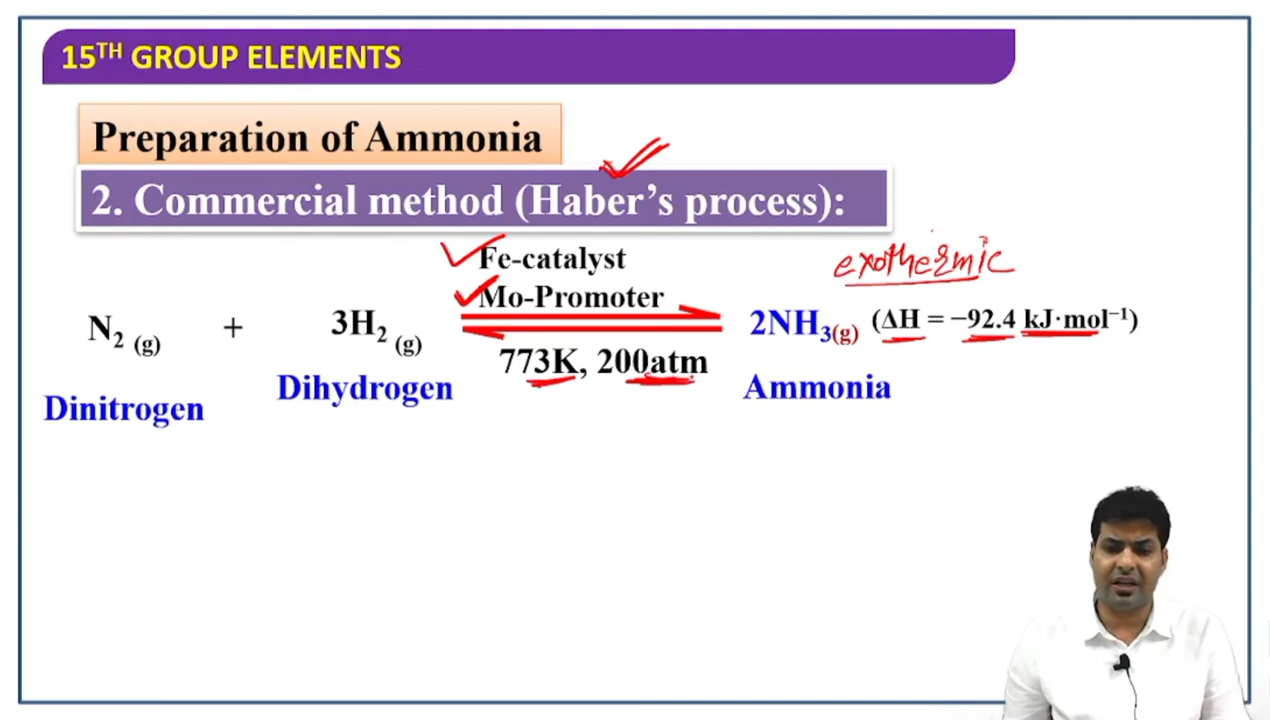 15TH GROUP ELEMENTS
Preparation of Ammonia
2. Commercial method (Haber’s process):
Fe-catalyst
exothermic
Mo-Promoter
N₂ (g) + 3H₂ (g) ⇌ 2NH₃(g) (ΔH = −92.4 kJ·mol⁻¹)
773K, 200atm
Dinitrogen Dihydrogen Ammonia